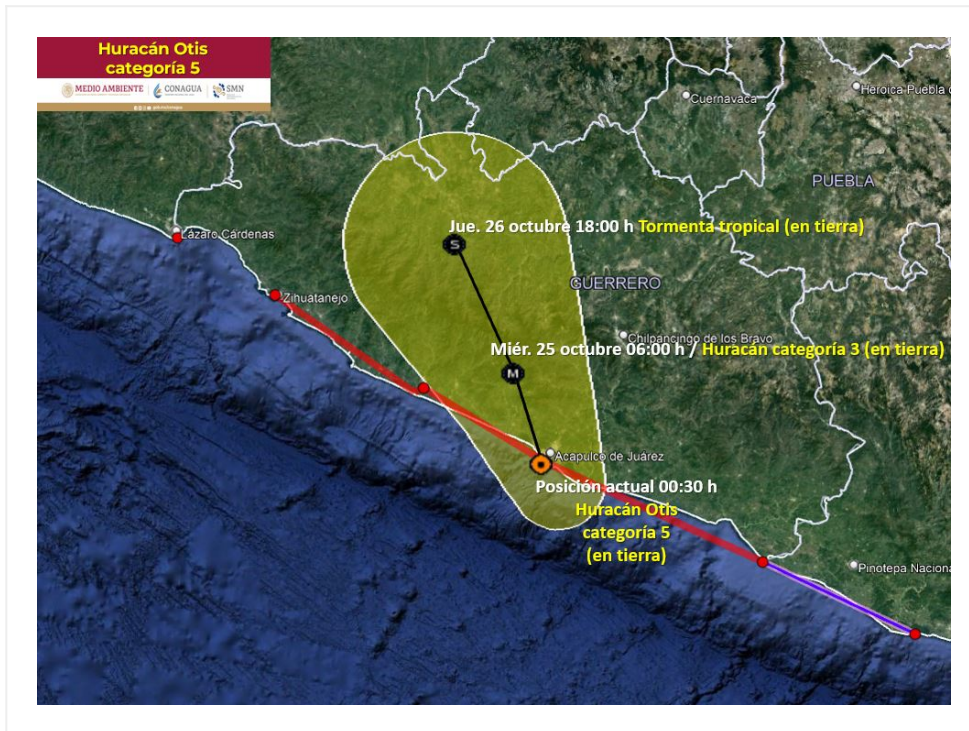 Huracán Otis
categoría 5
MEDIO AMBIENTE
CONAGUA
SMN
Cuernavaca
Heroica Puebla d
PUEBLA
Lázaro Cárdenas
Jue. 26 octubre 18:00 h Tormenta tropical (en tierra)
S
GUERRERO
Zihuatanejo
Chilpancingo de los Bravo
Miér. 25 octubre 06:00 h / Huracán categoría 3 (en tierra)
M
Acapulco de Juárez
Posición actual 00:30 h
Huracán Otis
categoría 5
(en tierra)
Pinotepa Naciona